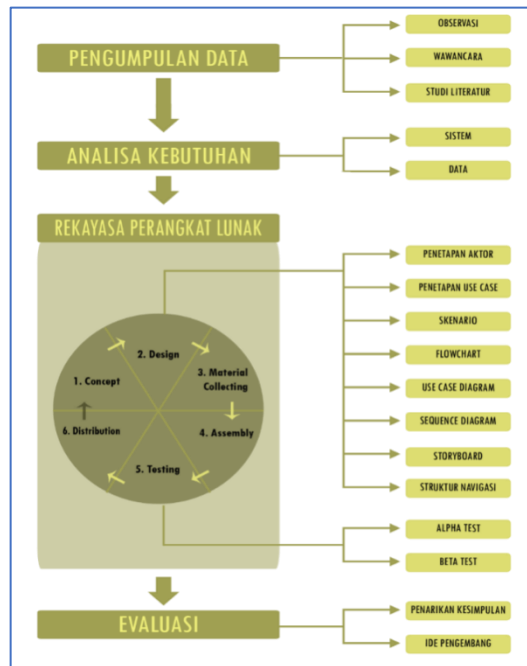 PENGUMPULAN DATA
OBSERVASI
WAWANCARA
STUDI LITERATUR
ANALISA KEBUTUHAN
SISTEM
DATA
REKAYASA PERANGKAT LUNAK
1. Concept
2. Design
3. Material
Collecting
4. Assembly
5. Testing
6. Distribution
PENETAPAN AKTOR
PENETAPAN USE CASE
SKENARIO
FLOWCHART
USE CASE DIAGRAM
SEQUENCE DIAGRAM
STORYBOARD
STRUKTUR NAVIGASI
ALPHA TEST
BETA TEST
EVALUASI
PENARIKAN KESIMPULAN
IDE PENGEMBANG